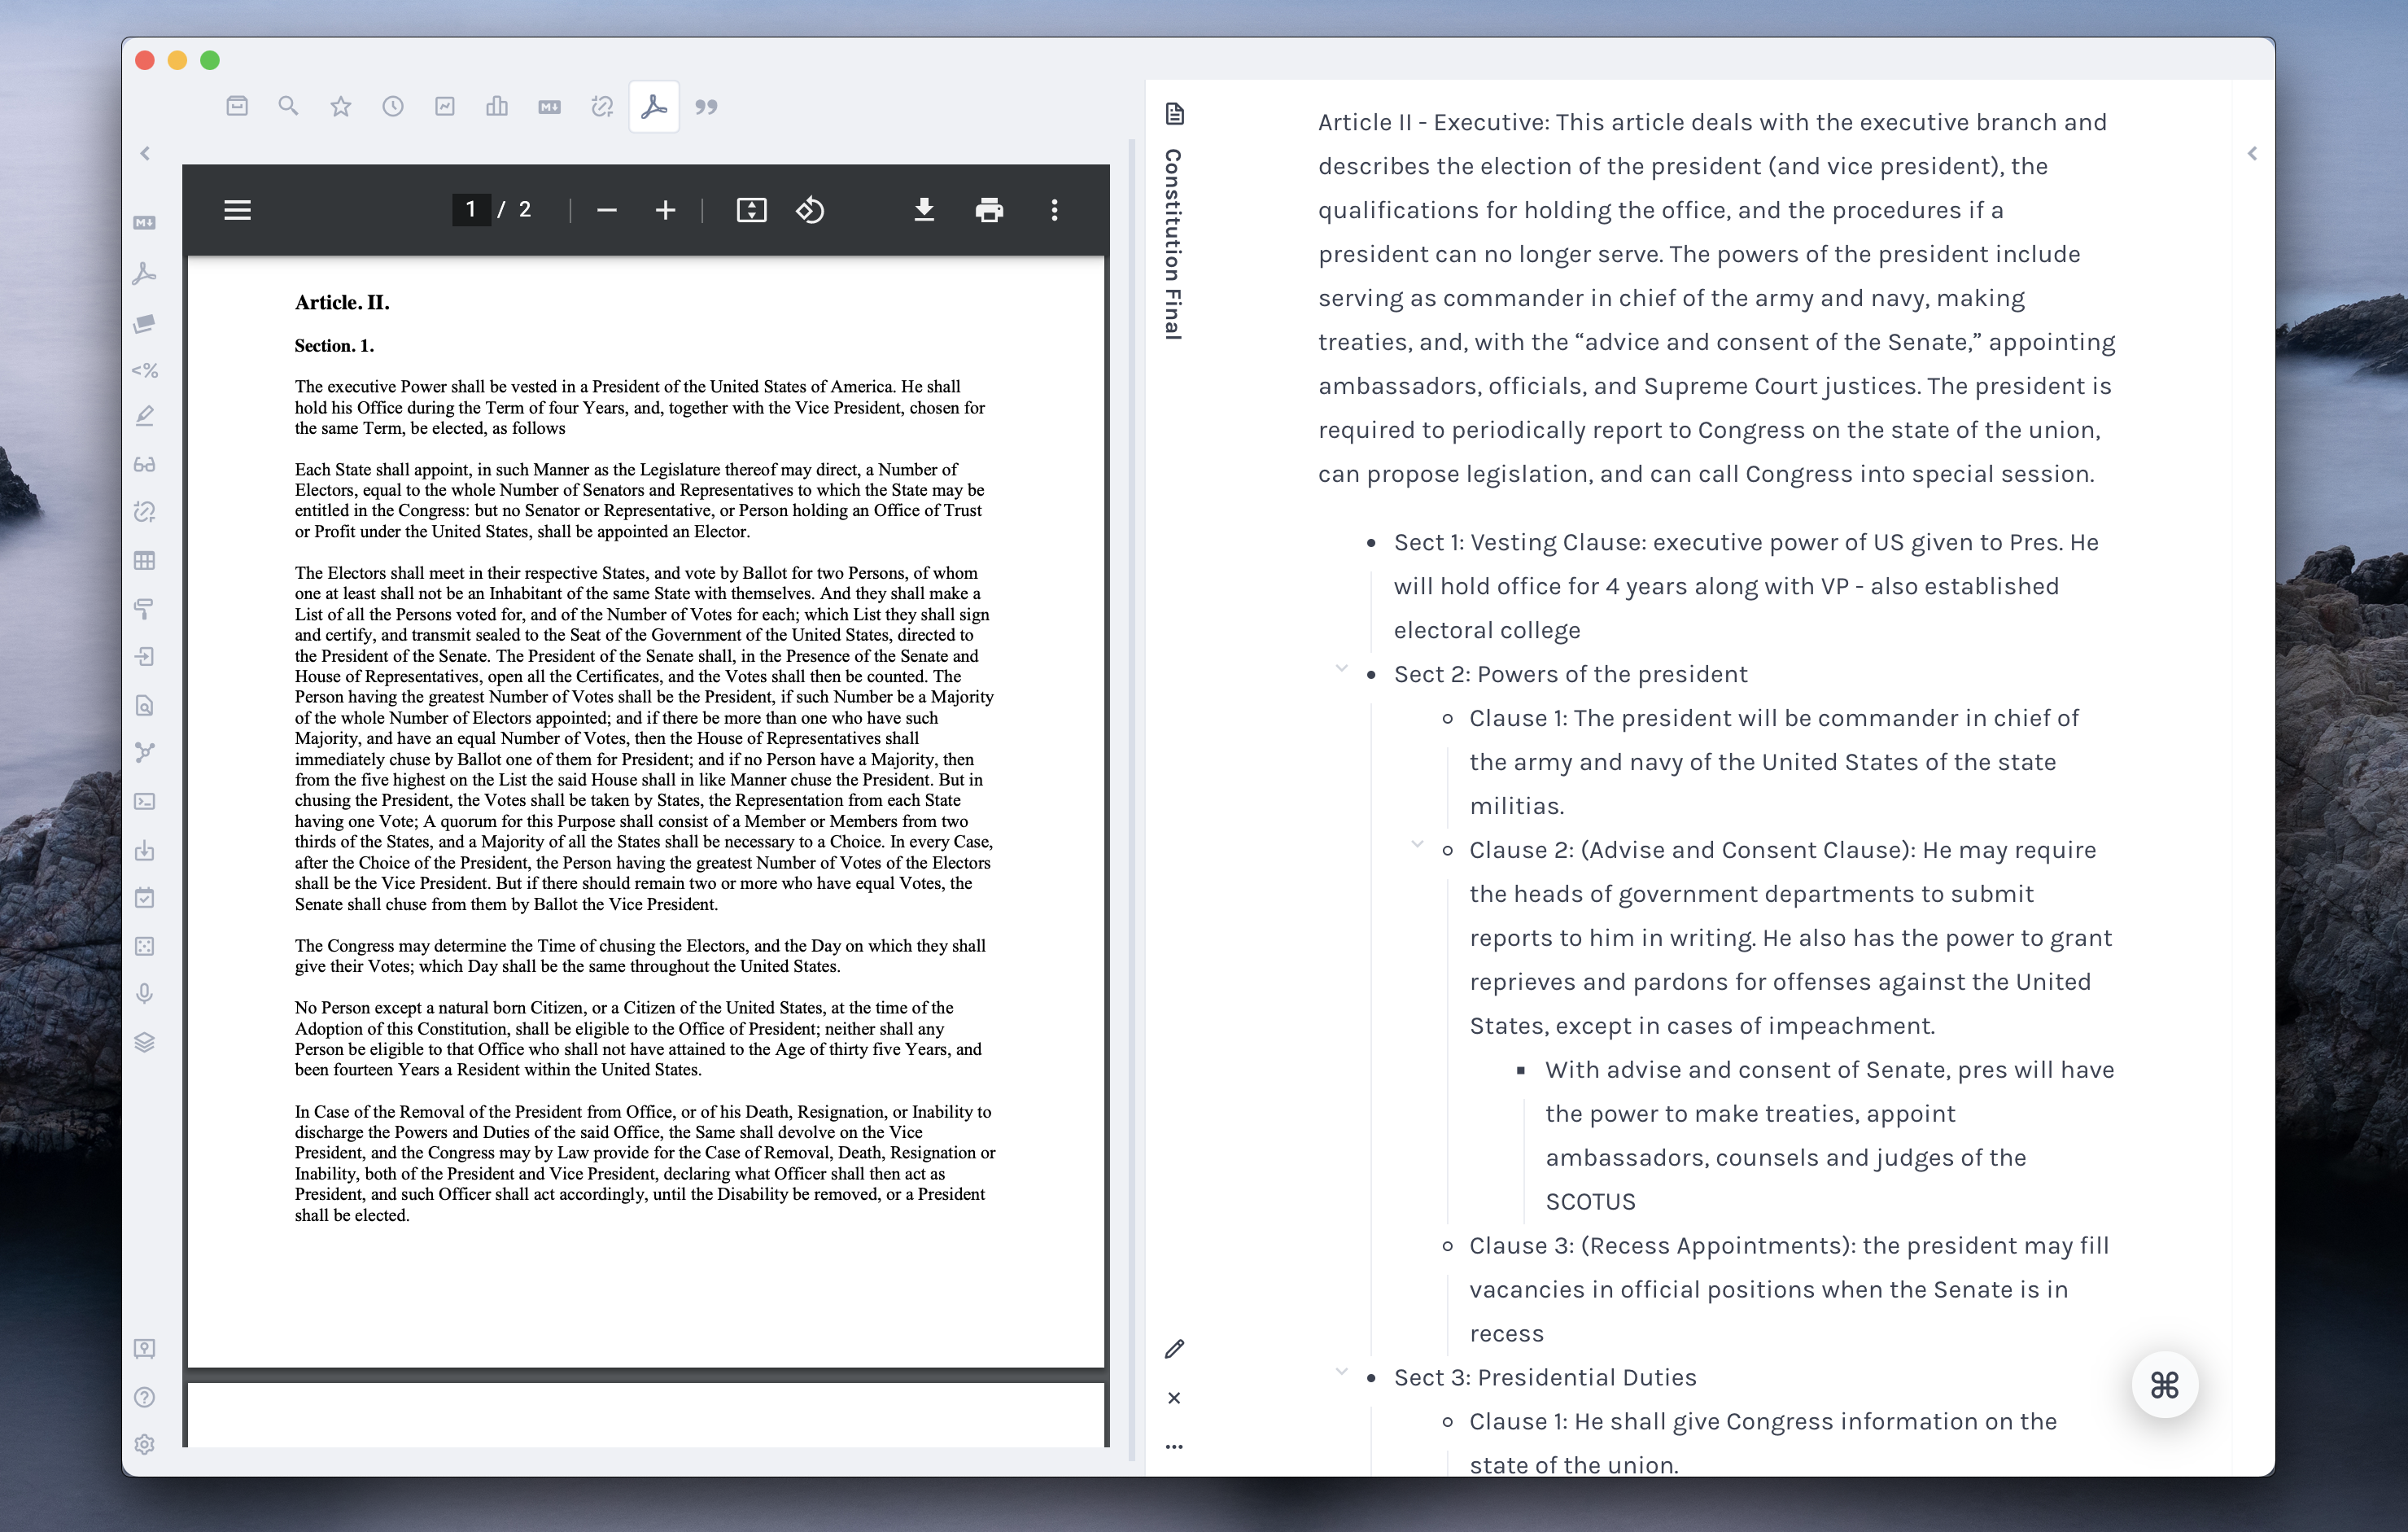 1 / 2
Article. II.
Section. 1.
The executive Power shall be vested in a President of the United States of America. He shall
hold his Office during the Term of four Years, and, together with the Vice President, chosen for
the same Term, be elected, as follows
Each State shall appoint, in such Manner as the Legislature thereof may direct, a Number of
Electors, equal to the whole Number of Senators and Representatives to which the State may be
entitled in the Congress: but no Senator or Representative, or Person holding an Office of Trust
or Profit under the United States, shall be appointed an Elector.
The Electors shall meet in their respective States, and vote by Ballot for two Persons, of whom
one at least shall not be an Inhabitant of the same State with themselves. And they shall make a
List of all the Persons voted for, and of the Number of Votes for each; which List they shall sign
and certify, and transmit sealed to the Seat of the Government of the United States, directed to
the President of the Senate. The President of the Senate shall, in the Presence of the Senate and
House of Representatives, open all the Certificates, and the Votes shall then be counted. The
Person having the greatest Number of Votes shall be the President, if such Number be a Majority
of the whole Number of Electors appointed; and if there be more than one who have such
Majority, and have an equal Number of Votes, then the House of Representatives shall
immediately chuse by Ballot one of them for President; and if no Person have a Majority, then
from the five highest on the List the said House shall in like Manner chuse the President. But in
chusing the President, the Votes shall be taken by States, the Representation from each State
having one Vote; A quorum for this Purpose shall consist of a Member or Members from two
thirds of the States, and a Majority of all the States shall be necessary to a Choice. In every Case,
after the Choice of the President, the Person having the greatest Number of Votes of the Electors
shall be the Vice President. But if there should remain two or more who have equal Votes, the
Senate shall chuse from them by Ballot the Vice President.
The Congress may determine the Time of chusing the Electors, and the Day on which they shall
give their Votes; which Day shall be the same throughout the United States.
No Person except a natural born Citizen, or a Citizen of the United States, at the time of the
Adoption of this Constitution, shall be eligible to the Office of President; neither shall any
Person be eligible to that Office who shall not have attained to the Age of thirty five Years, and
been fourteen Years a Resident within the United States.
In Case of the Removal of the President from Office, or of his Death, Resignation, or Inability to
discharge the Powers and Duties of the said Office, the Same shall devolve on the Vice
President, and the Congress may by Law provide for the Case of Removal, Death, Resignation or
Inability, both of the President and Vice President, declaring what Officer shall then act as
President, and such Officer shall act accordingly, until the Disability be removed, or a President
shall be elected.
Constitution Final
Article II - Executive: This article deals with the executive branch and
describes the election of the president (and vice president), the
qualifications for holding the office, and the procedures if a
president can no longer serve. The powers of the president include
serving as commander in chief of the army and navy, making
treaties, and, with the “advice and consent of the Senate,” appointing
ambassadors, officials, and Supreme Court justices. The president is
required to periodically report to Congress on the state of the union,
can propose legislation, and can call Congress into special session.
Sect 1: Vesting Clause: executive power of US given to Pres. He
will hold office for 4 years along with VP - also established
electoral college
Sect 2: Powers of the president
Clause 1: The president will be commander in chief of
the army and navy of the United States of the state
militias.
Clause 2: (Advise and Consent Clause): He may require
the heads of government departments to submit
reports to him in writing. He also has the power to grant
reprieves and pardons for offenses against the United
States, except in cases of impeachment.
With advise and consent of Senate, pres will have
the power to make treaties, appoint
ambassadors, counsels and judges of the
SCOTUS
Clause 3: (Recess Appointments): the president may fill
vacancies in official positions when the Senate is in
recess
Sect 3: Presidential Duties
Clause 1: He shall give Congress information on the
state of the union.